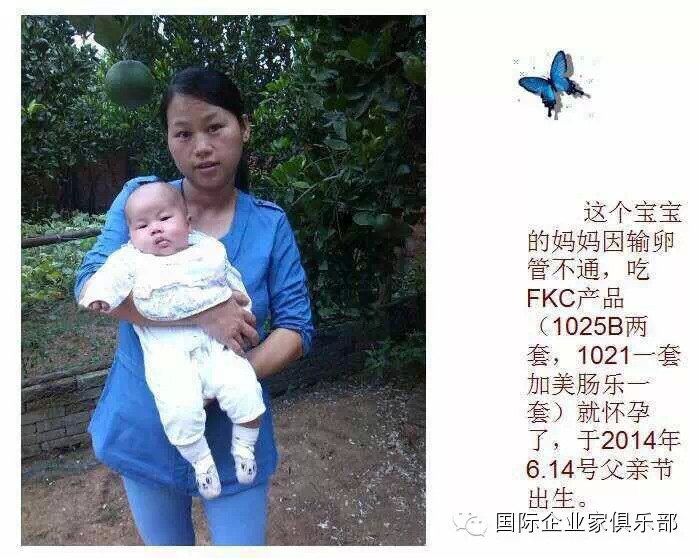 这个宝宝
的妈妈因输卵
管不通，吃
FKC产品
（1025B两
套，1021一套
加美肠乐一
套）就怀孕
了，于2014年
6.14号父亲节
出生。
国际企业家俱乐部